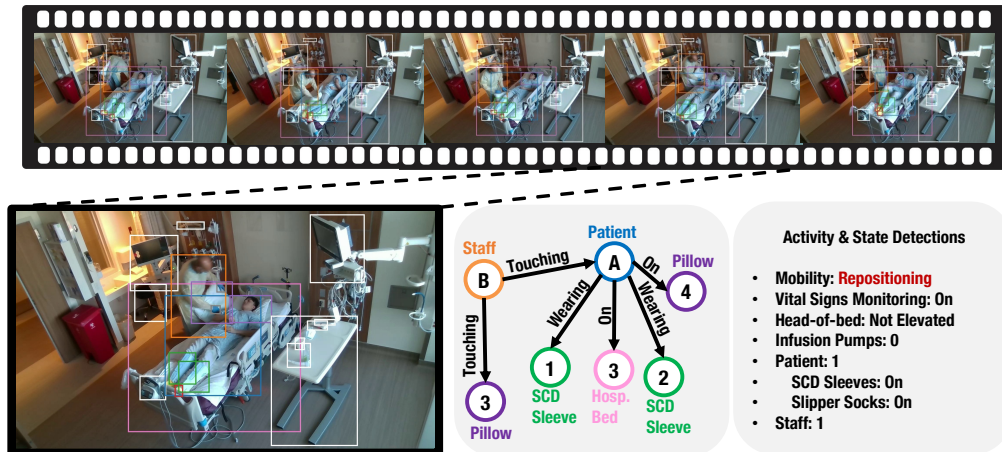 Staff
B
Touching
Patient
A
On
Pillow
4
Wearing
On
Wearing
Touching
1
SCD
Sleeve
3
Hosp.
Bed
2
SCD
Sleeve
3
Pillow
Activity & State Detections
• Mobility: Repositioning
• Vital Signs Monitoring: On
• Head-of-bed: Not Elevated
• Infusion Pumps: 0
• Patient: 1
• SCD Sleeves: On
• Slipper Socks: On
• Staff: 1